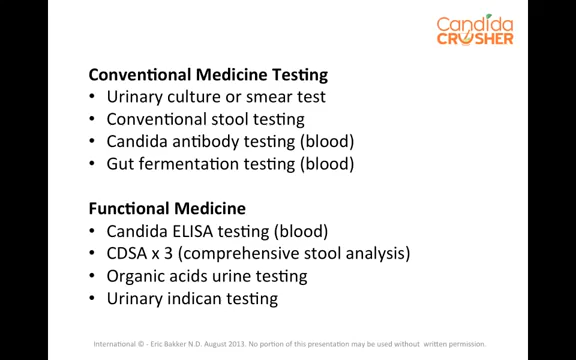 Candida
CRUSHER
Conventional Medicine Testing
• Urinary culture or smear test
• Conventional stool testing
• Candida antibody testing (blood)
• Gut fermentation testing (blood)
Functional Medicine
• Candida ELISA testing (blood)
• CDSA x 3 (comprehensive stool analysis)
• Organic acids urine testing
• Urinary indican testing
International © - Eric Bakker N.D. August 2013. No portion of this presentation may be used without written permission.